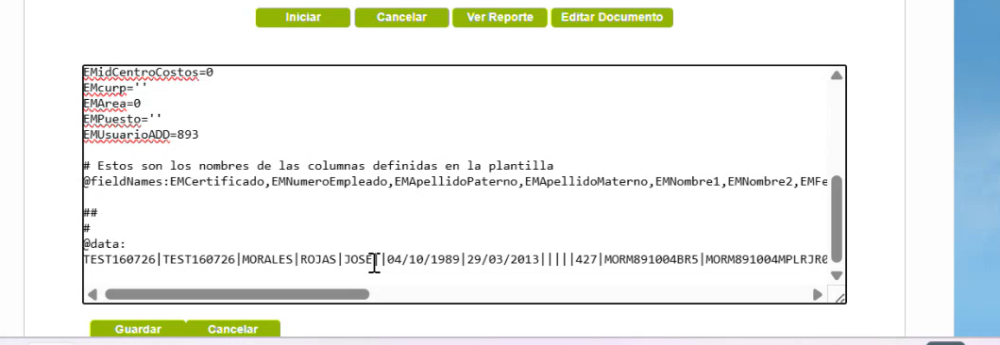 Iniciar Cancelar Ver Reporte Editar Documento
EMidCentroCostos=0
EMcurp=''
EMArea=0
EMPuesto=''
EMUsuarioADD=893
# Estos son los nombres de las columnas definidas en la plantilla
@fieldNames:EMCertificado,EMNumeroEmpleado,EMApellidoPaterno,EMApellidoMaterno,EMNombre1,EMNombre2,EMFe
##
#
@data:
TEST160726|TEST160726|MORALES|ROJAS|JOSE||04/10/1989|29/03/2013|||||427|MORM891004BR5|MORM891004MPLRJR0
Guardar Cancelar